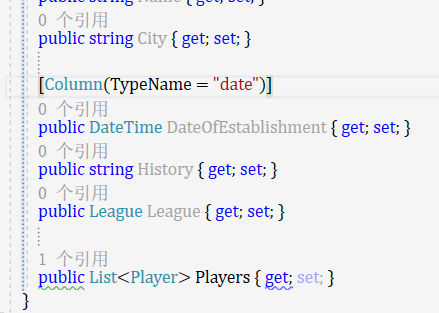 public string Name { get; set; }
0 个引用
public string City { get; set; }
[Column(TypeName = "date")]
0 个引用
public DateTime DateOfEstablishment { get; set; }
0 个引用
public string History { get; set; }
0 个引用
public League League { get; set; }
1 个引用
public List<Player> Players { get; set; }
}